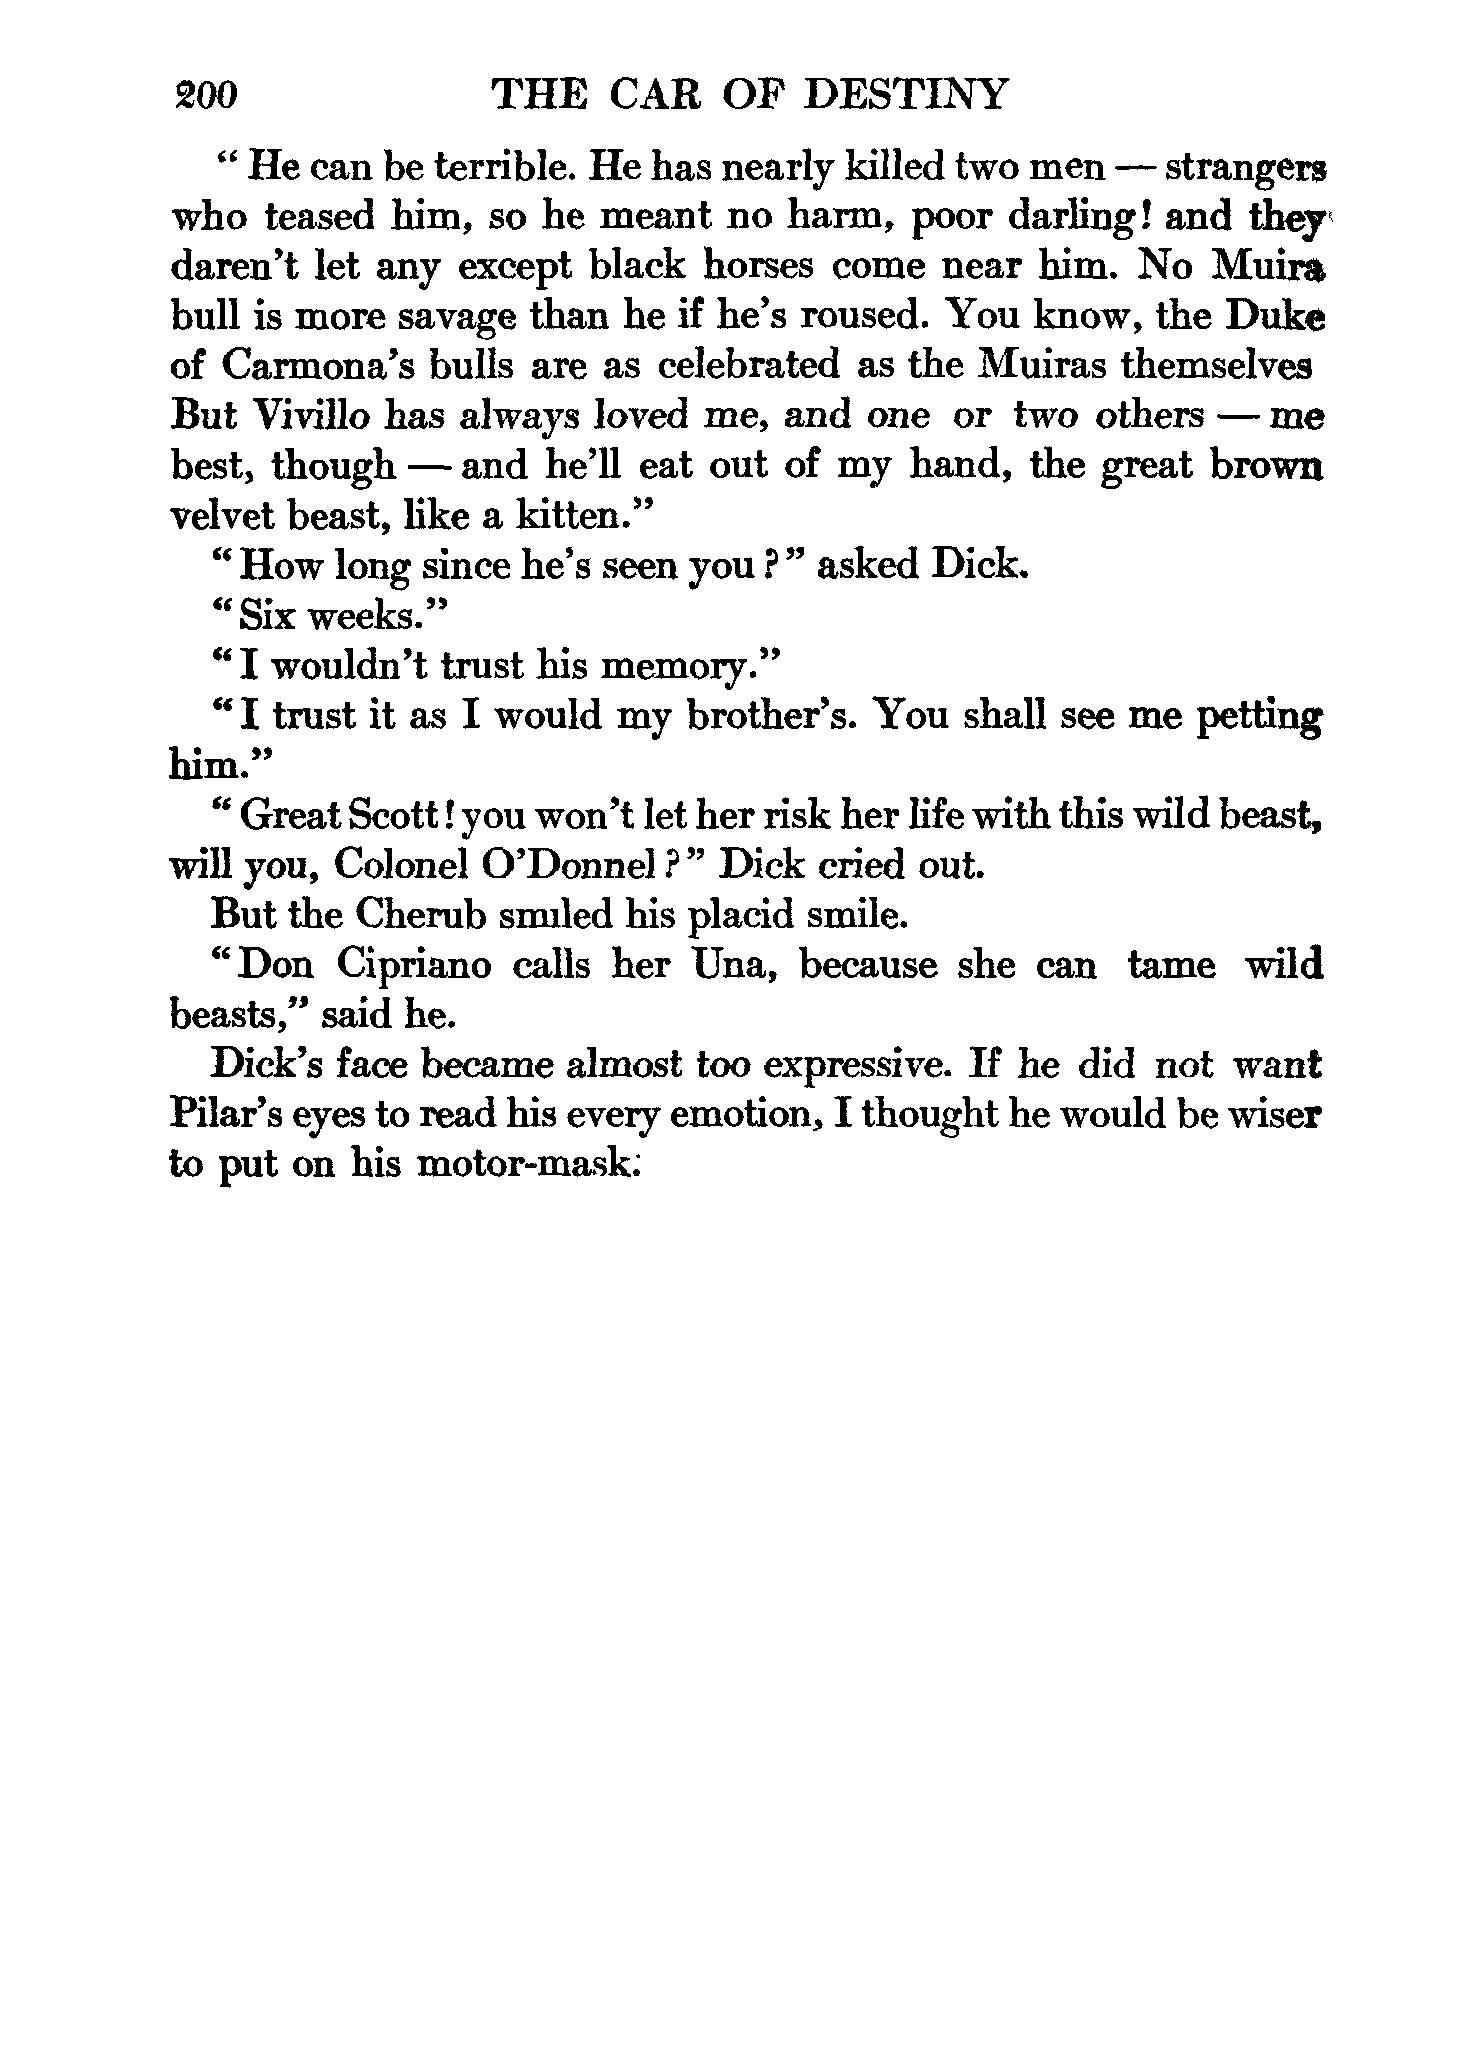 200 THE CAR OF DESTINY
“He can be terrible. He has nearly killed two men — strangers
who teased him, so he meant no harm, poor darling! and they
daren’t let any except black horses come near him. No Muira
bull is more savage than he if he’s roused. You know, the Duke
of Carmona’s bulls are as celebrated as the Muiras themselves
But Vivillo has always loved me, and one or two others — me
best, though — and he’ll eat out of my hand, the great brown
velvet beast, like a kitten.”
“How long since he’s seen you?” asked Dick.
“Six weeks.”
“I wouldn’t trust his memory.”
“I trust it as I would my brother’s. You shall see me petting
him.”
“Great Scott! you won’t let her risk her life with this wild beast,
will you, Colonel O’Donnel?” Dick cried out.
But the Cherub smiled his placid smile.
“Don Cipriano calls her Una, because she can tame wild
beasts,” said he.
Dick’s face became almost too expressive. If he did not want
Pilar’s eyes to read his every emotion, I thought he would be wiser
to put on his motor-mask.